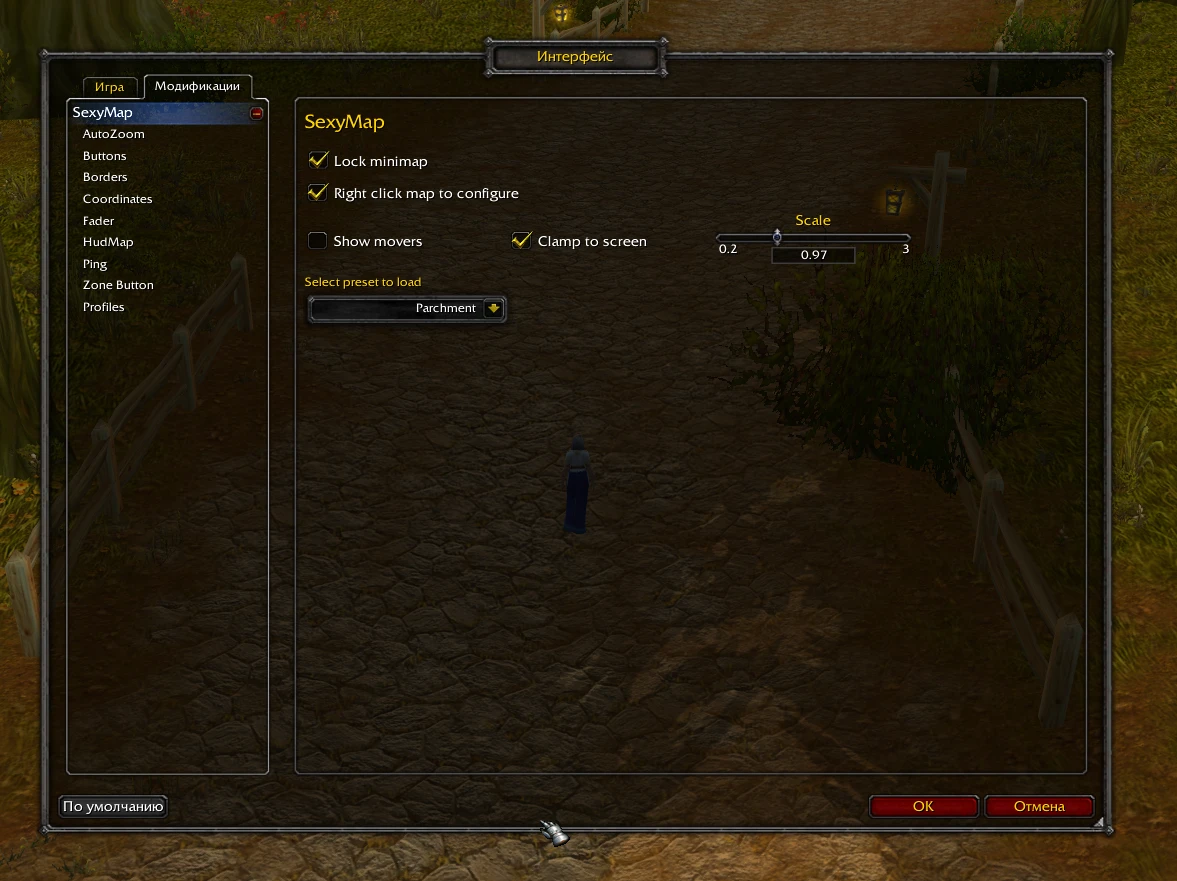 Интерфейс
Игра
Модификации
SexyMap
AutoZoom
Buttons
Borders
Coordinates
Fader
HudMap
Ping
Zone Button
Profiles
SexyMap
Lock minimap
Right click map to configure
Show movers
Clamp to screen
Scale
0.2
3
0.97
Select preset to load
Parchment
По умолчанию
OK
Отмена